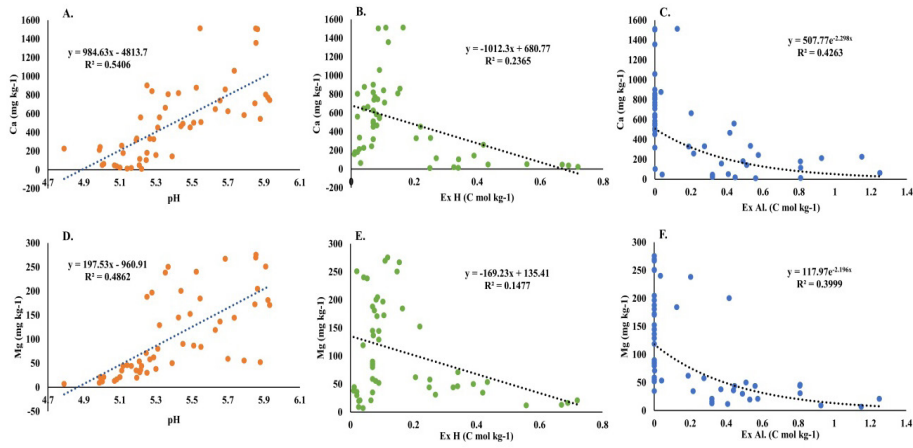 A.
1600
1400
1200
1000
800
600
400
200
0
-200
y = 984.63x - 4813.7
R² = 0.5406
Ca (mg kg-1)
4.7 4.9 5.1 5.3 5.5 5.7 5.9 6.1
pH
B.
1600
1400
1200
1000
800
600
400
200
0
-200
y = -1012.3x + 680.77
R² = 0.2365
Ca (mg kg-1)
0 0.2 0.4 0.6 0.8
Ex H (C mol kg-1)
C.
1600
1400
1200
1000
800
600
400
200
0
y = 507.77e-2.298x
R² = 0.4263
Ca (mg kg-1)
0 0.2 0.4 0.6 0.8 1 1.2 1.4
Ex Al. (C mol kg-1)
D.
300
250
200
150
100
50
0
-50
y = 197.53x - 960.91
R² = 0.4862
Mg (mg kg-1)
4.7 4.9 5.1 5.3 5.5 5.7 5.9 6.1
pH
E.
300
250
200
150
100
50
0
y = -169.23x + 135.41
R² = 0.1477
Mg (mg kg-1)
0 0.2 0.4 0.6 0.8
Ex H (C mol kg-1)
F.
300
250
200
150
100
50
0
y = 117.97e-2.196x
R² = 0.3999
Mg (mg kg-1)
0 0.2 0.4 0.6 0.8 1 1.2 1.4
Ex Al. (C mol kg-1)